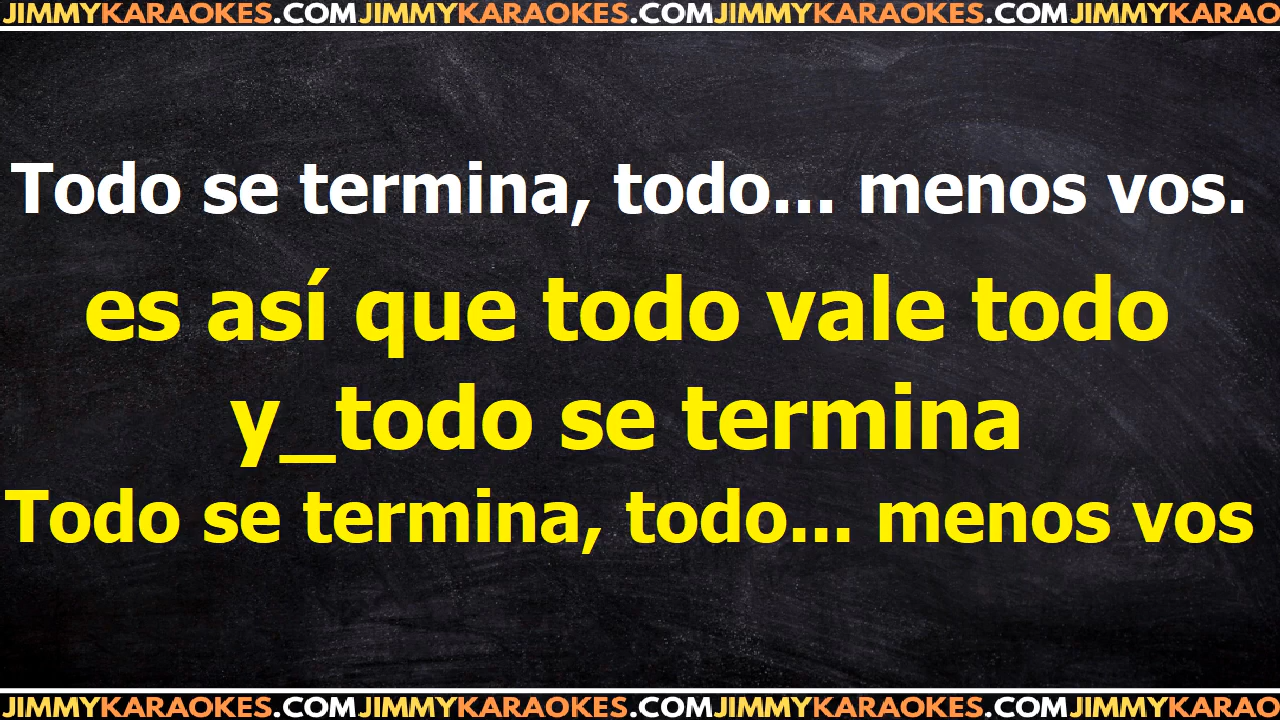 JIMMYKARAOKES.COMJIMMYKARAOKES.COMJIMMYKARAOKES.COMJIMMYKARAO
Todo se termina, todo... menos vos.
es así que todo vale todo
y_todo se termina
Todo se termina, todo... menos vos
JIMMYKARAOKES.COMJIMMYKARAOKES.COMJIMMYKARAOKES.COMJIMMYKARAO